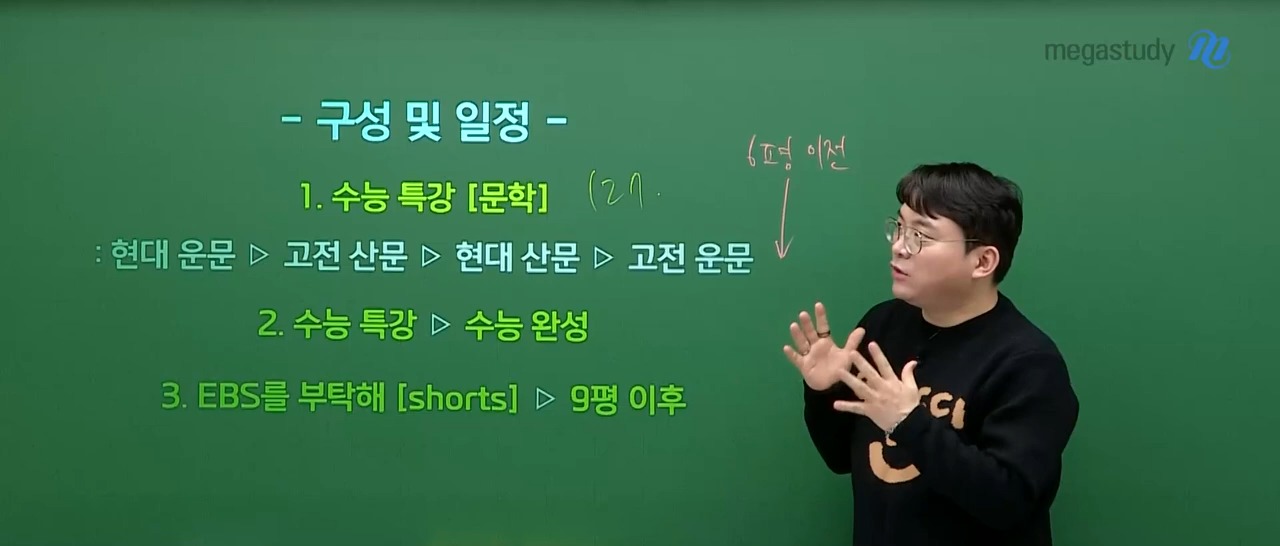 megastudy
- 구성 및 일정 -
6평 이전
1. 수능 특강 [문학]
: 현대 운문 ▷ 고전 산문 ▷ 현대 산문 ▷ 고전 운문
2. 수능 특강 ▷ 수능 완성
3. EBS를 부탁해 [shorts] ▷ 9평 이후